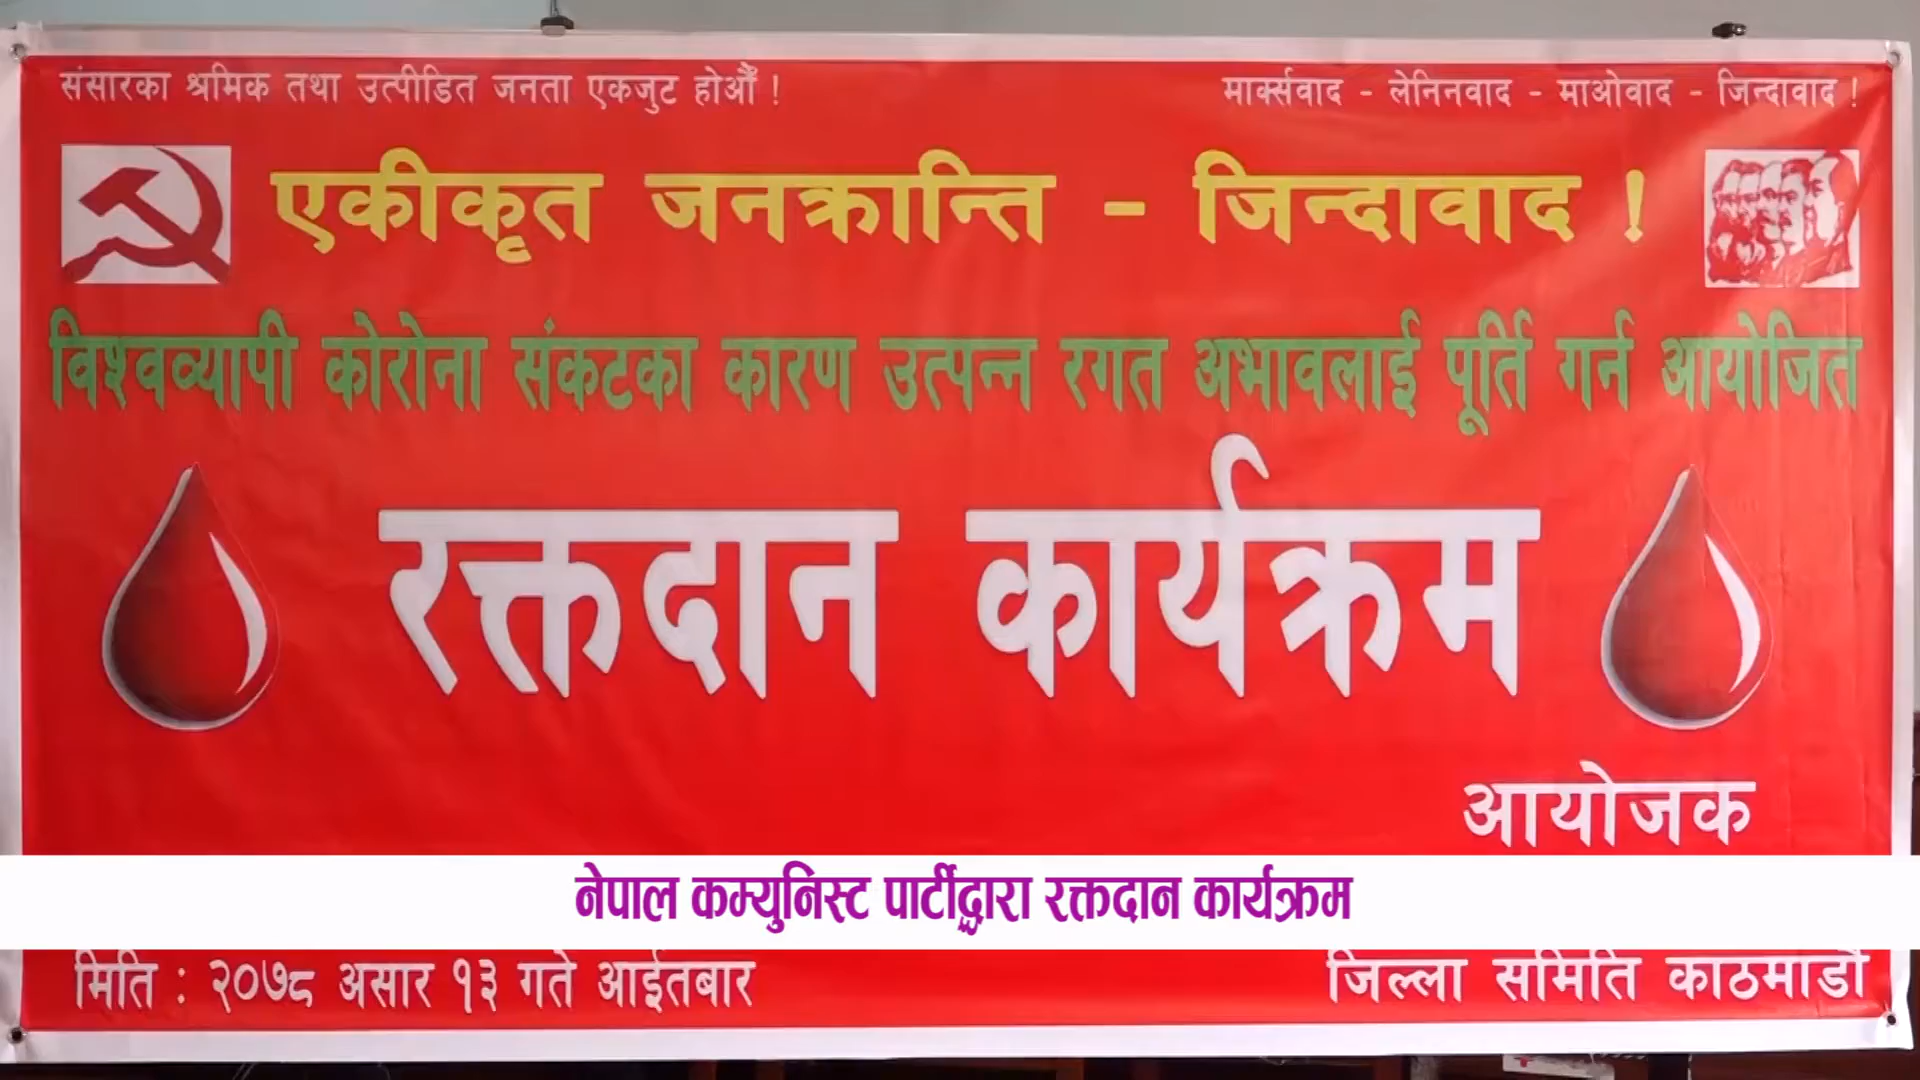 संसारका श्रमिक तथा उत्पीडित जनता एकजुट होऔँ !
मार्क्सवाद - लेनिनवाद - माओवाद - जिन्दावाद !
एकीकृत जनक्रान्ति - जिन्दावाद !
विश्वव्यापी कोरोना संकटका कारण उत्पन्न रगत अभावलाई पूर्ति गर्न आयोजित
रक्तदान कार्यक्रम
आयोजक
नेपाल कम्युनिस्ट पार्टीद्धारा रक्तदान कार्यक्रम
मिति : २०७८ असार १३ गते आईतबार
जिल्ला समिति काठमाडौं